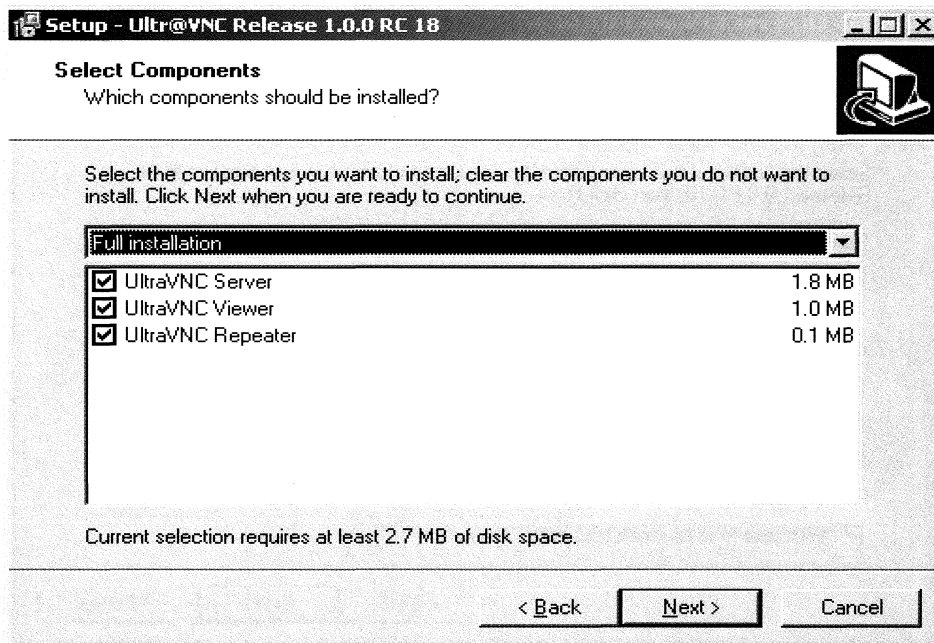 Setup - Ultr@VNC Release 1.0.0 RC 18
Select Components
Which components should be installed?
Select the components you want to install; clear the components you do not want to
install. Click Next when you are ready to continue.
Full installation
UltraVNC Server 1.8 MB
UltraVNC Viewer 1.0 MB
UltraVNC Repeater 0.1 MB
Current selection requires at least 2.7 MB of disk space.
< Back Next > Cancel